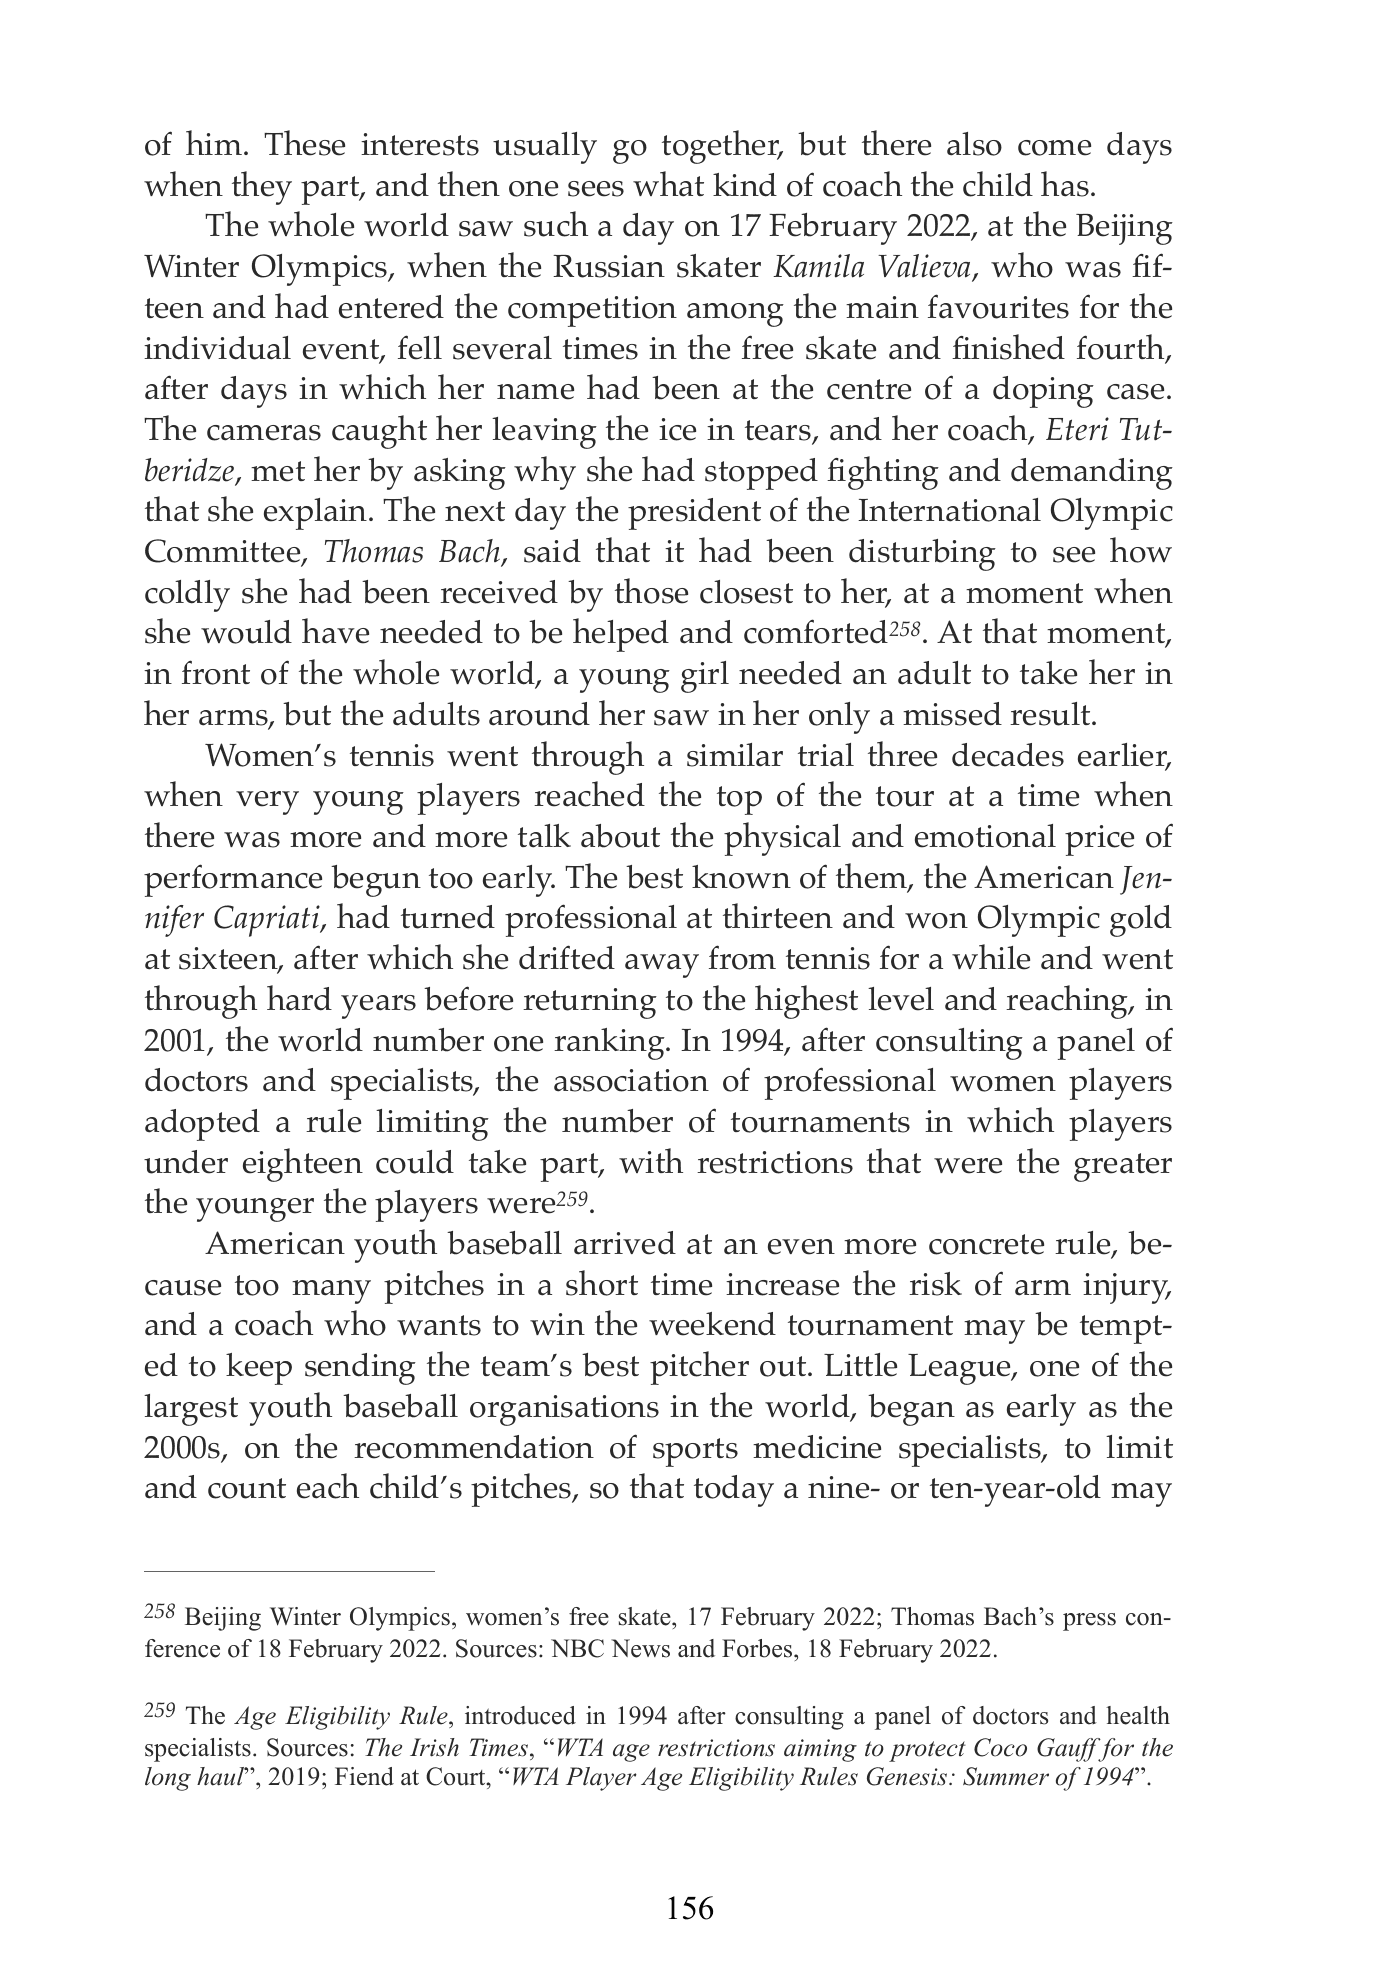 of him. These interests usually go together, but there also come days
when they part, and then one sees what kind of coach the child has.
The whole world saw such a day on 17 February 2022, at the Beijing
Winter Olympics, when the Russian skater Kamila Valieva, who was fif-
teen and had entered the competition among the main favourites for the
individual event, fell several times in the free skate and finished fourth,
after days in which her name had been at the centre of a doping case.
The cameras caught her leaving the ice in tears, and her coach, Eteri Tut-
beridze, met her by asking why she had stopped fighting and demanding
that she explain. The next day the president of the International Olympic
Committee, Thomas Bach, said that it had been disturbing to see how
coldly she had been received by those closest to her, at a moment when
she would have needed to be helped and comforted258. At that moment,
in front of the whole world, a young girl needed an adult to take her in
her arms, but the adults around her saw in her only a missed result.
Women’s tennis went through a similar trial three decades earlier,
when very young players reached the top of the tour at a time when
there was more and more talk about the physical and emotional price of
performance begun too early. The best known of them, the American Jen-
nifer Capriati, had turned professional at thirteen and won Olympic gold
at sixteen, after which she drifted away from tennis for a while and went
through hard years before returning to the highest level and reaching, in
2001, the world number one ranking. In 1994, after consulting a panel of
doctors and specialists, the association of professional women players
adopted a rule limiting the number of tournaments in which players
under eighteen could take part, with restrictions that were the greater
the younger the players were259.
American youth baseball arrived at an even more concrete rule, be-
cause too many pitches in a short time increase the risk of arm injury,
and a coach who wants to win the weekend tournament may be tempt-
ed to keep sending the team’s best pitcher out. Little League, one of the
largest youth baseball organisations in the world, began as early as the
2000s, on the recommendation of sports medicine specialists, to limit
and count each child’s pitches, so that today a nine- or ten-year-old may
258 Beijing Winter Olympics, women’s free skate, 17 February 2022; Thomas Bach’s press con-
ference of 18 February 2022. Sources: NBC News and Forbes, 18 February 2022.
259 The Age Eligibility Rule, introduced in 1994 after consulting a panel of doctors and health
specialists. Sources: The Irish Times, “WTA age restrictions aiming to protect Coco Gauff for the
long haul”, 2019; Fiend at Court, “WTA Player Age Eligibility Rules Genesis: Summer of 1994”.
156